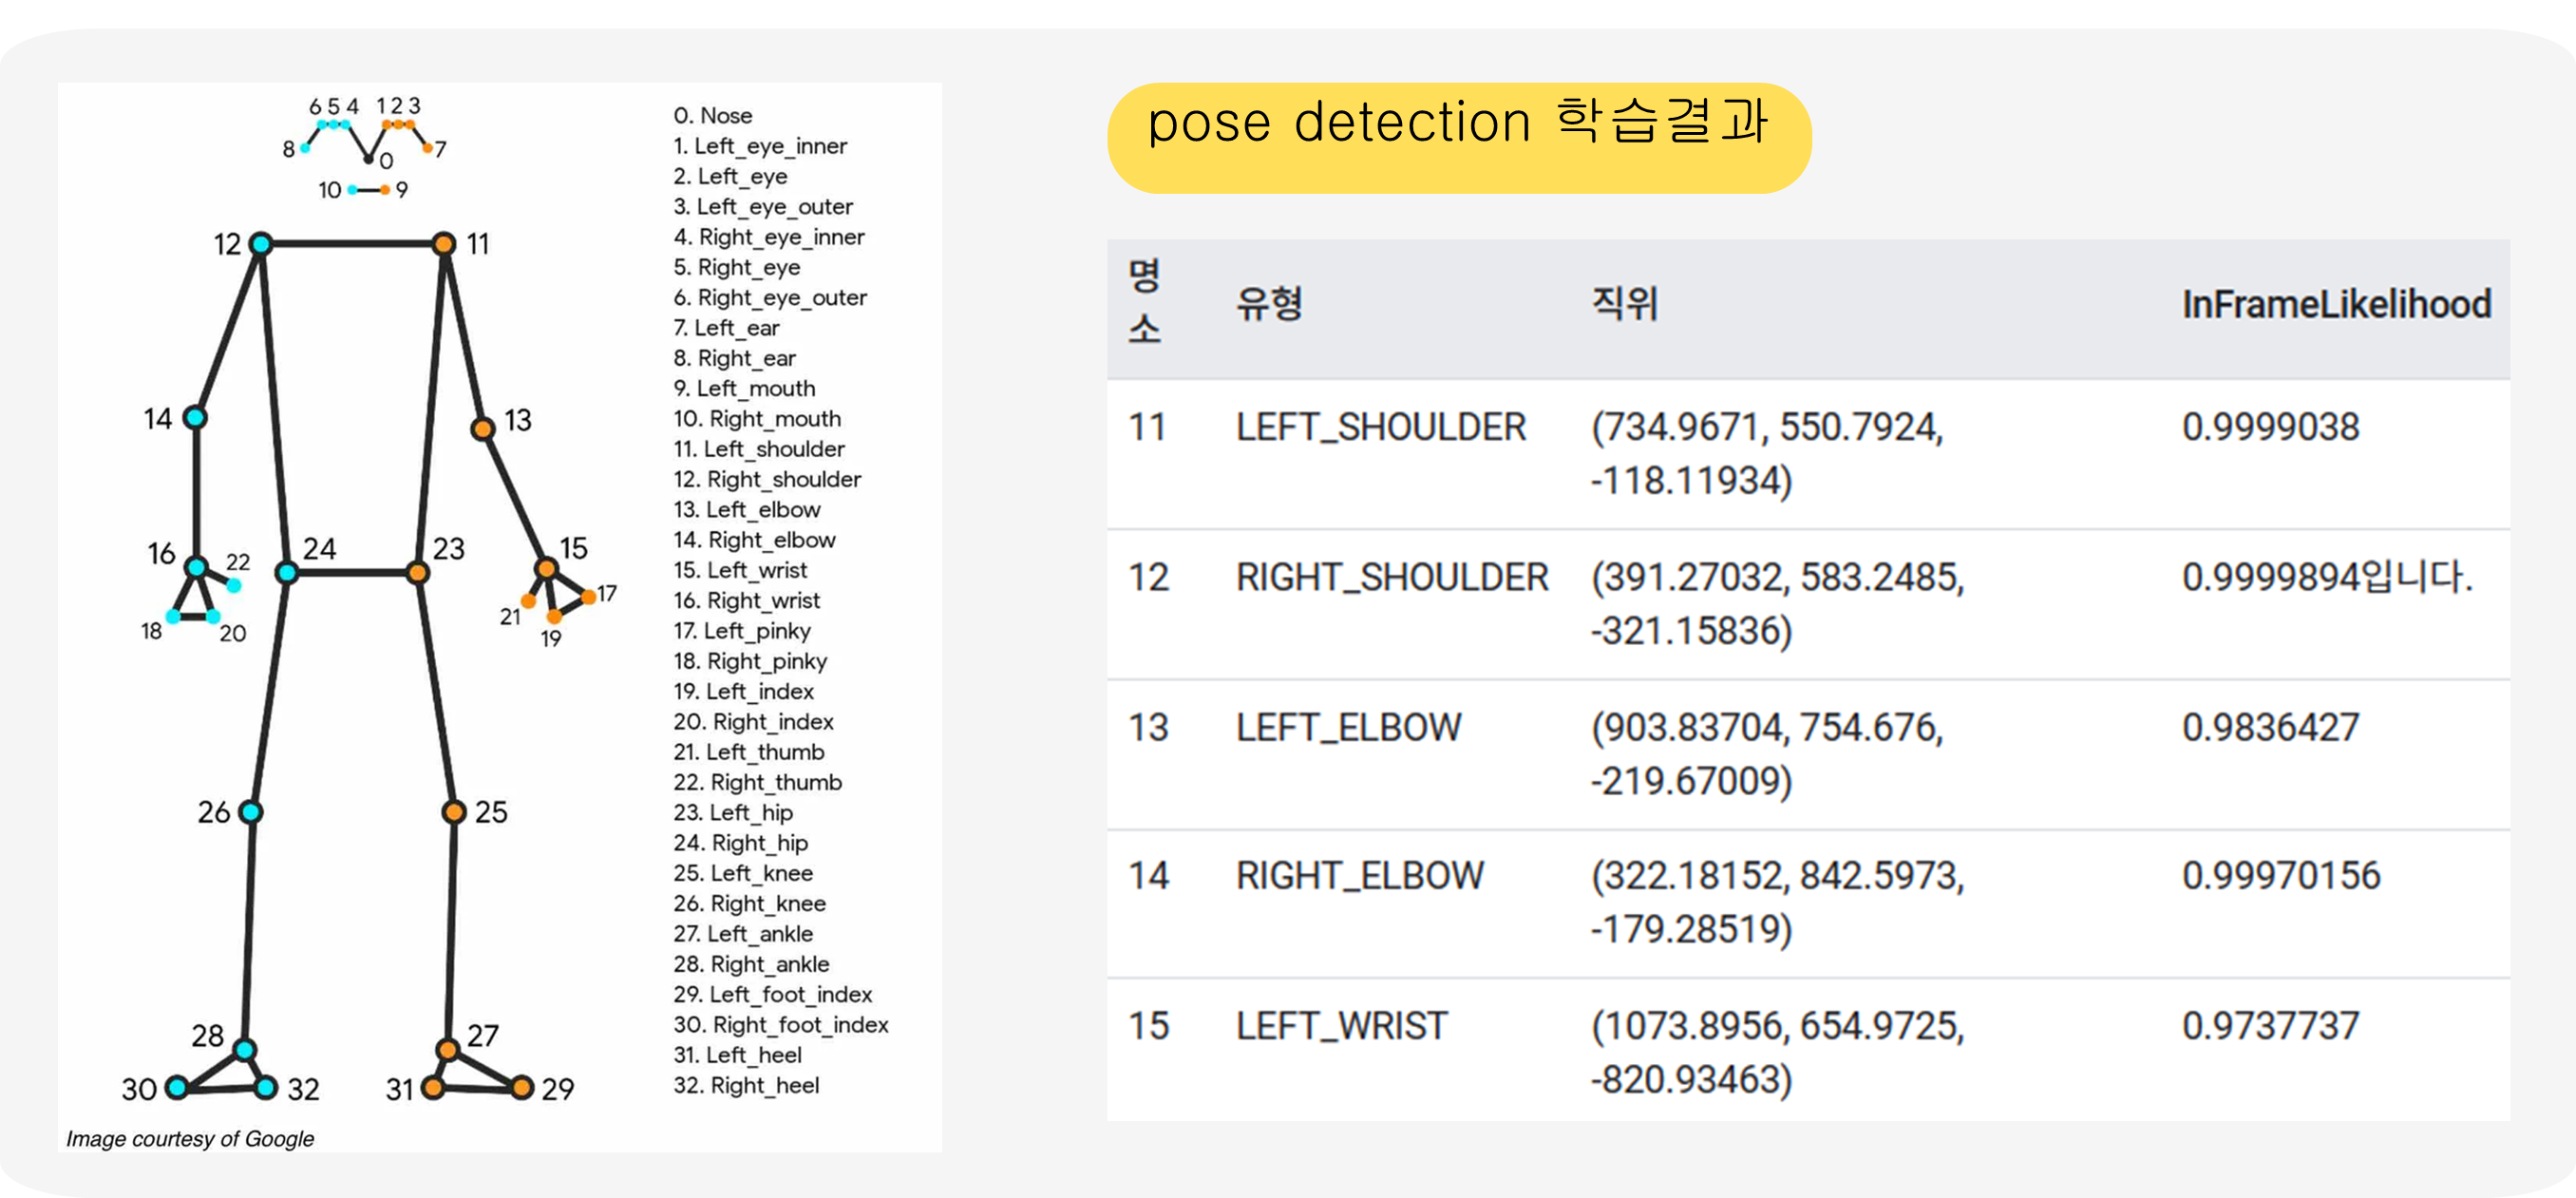 6 5 4 1 2 3
8 0 7
10 9
12 11
14 13
16 22 24 23 15
21 17
18 20 19
26 25
28 27
30 32 31 29
Image courtesy of Google
0. Nose
1. Left_eye_inner
2. Left_eye
3. Left_eye_outer
4. Right_eye_inner
5. Right_eye
6. Right_eye_outer
7. Left_ear
8. Right_ear
9. Left_mouth
10. Right_mouth
11. Left_shoulder
12. Right_shoulder
13. Left_elbow
14. Right_elbow
15. Left_wrist
16. Right_wrist
17. Left_pinky
18. Right_pinky
19. Left_index
20. Right_index
21. Left_thumb
22. Right_thumb
23. Left_hip
24. Right_hip
25. Left_knee
26. Right_knee
27. Left_ankle
28. Right_ankle
29. Left_foot_index
30. Right_foot_index
31. Left_heel
32. Right_heel
pose detection 학습결과
명
소 유형 직위 InFrameLikelihood
11 LEFT_SHOULDER (734.9671, 550.7924, 0.9999038
-118.11934)
12 RIGHT_SHOULDER (391.27032, 583.2485, 0.9999894입니다.
-321.15836)
13 LEFT_ELBOW (903.83704, 754.676, 0.9836427
-219.67009)
14 RIGHT_ELBOW (322.18152, 842.5973, 0.99970156
-179.28519)
15 LEFT_WRIST (1073.8956, 654.9725, 0.9737737
-820.93463)